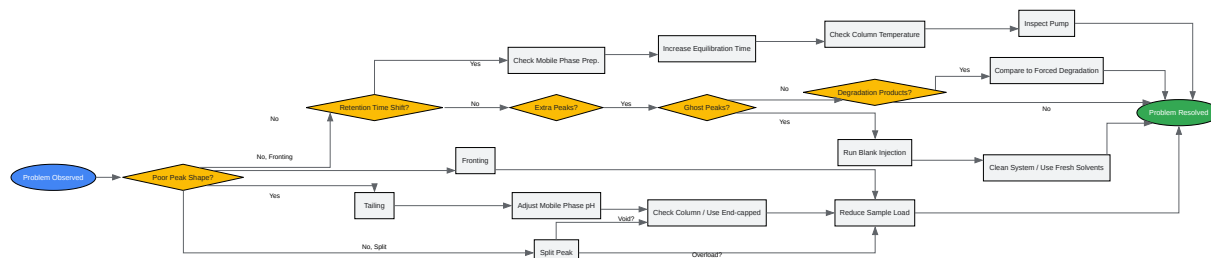 Inspect Pump
Check Column Temperature
Increase Equilibration Time
Check Mobile Phase Prep.
Yes
Yes
Compare to Forced Degradation
No
Degradation Products?
Retention Time Shift?
No
Extra Peaks?
Yes
Ghost Peaks?
No
Problem Resolved
No
Yes
Run Blank Injection
No, Fronting
Fronting
Clean System / Use Fresh Solvents
Problem Observed
Poor Peak Shape?
Yes
Tailing
Adjust Mobile Phase pH
Check Column / Use End-capped
Reduce Sample Load
Void?
No, Split
Split Peak
Overload?